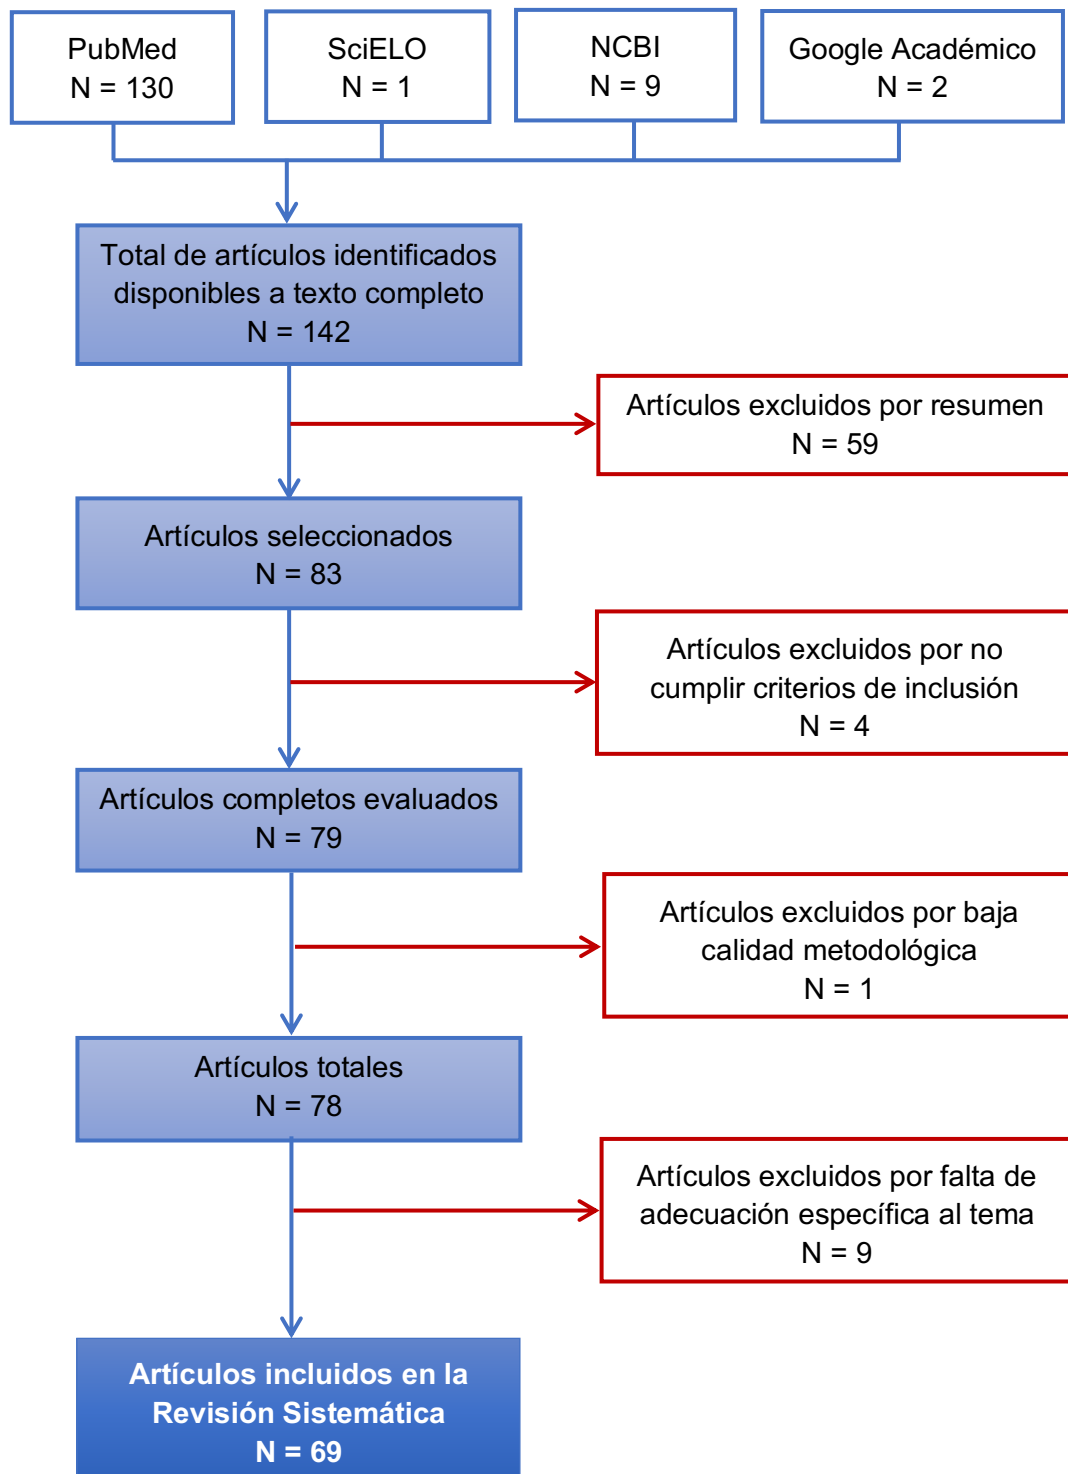 PubMed
N = 130
SciELO
N = 1
NCBI
N = 9
Google Académico
N = 2
Total de artículos identificados
disponibles a texto completo
N = 142
Artículos excluidos por resumen
N = 59
Artículos seleccionados
N = 83
Artículos excluidos por no
cumplir criterios de inclusión
N = 4
Artículos completos evaluados
N = 79
Artículos excluidos por baja
calidad metodológica
N = 1
Artículos totales
N = 78
Artículos excluidos por falta de
adecuación específica al tema
N = 9
Artículos incluidos en la
Revisión Sistemática
N = 69